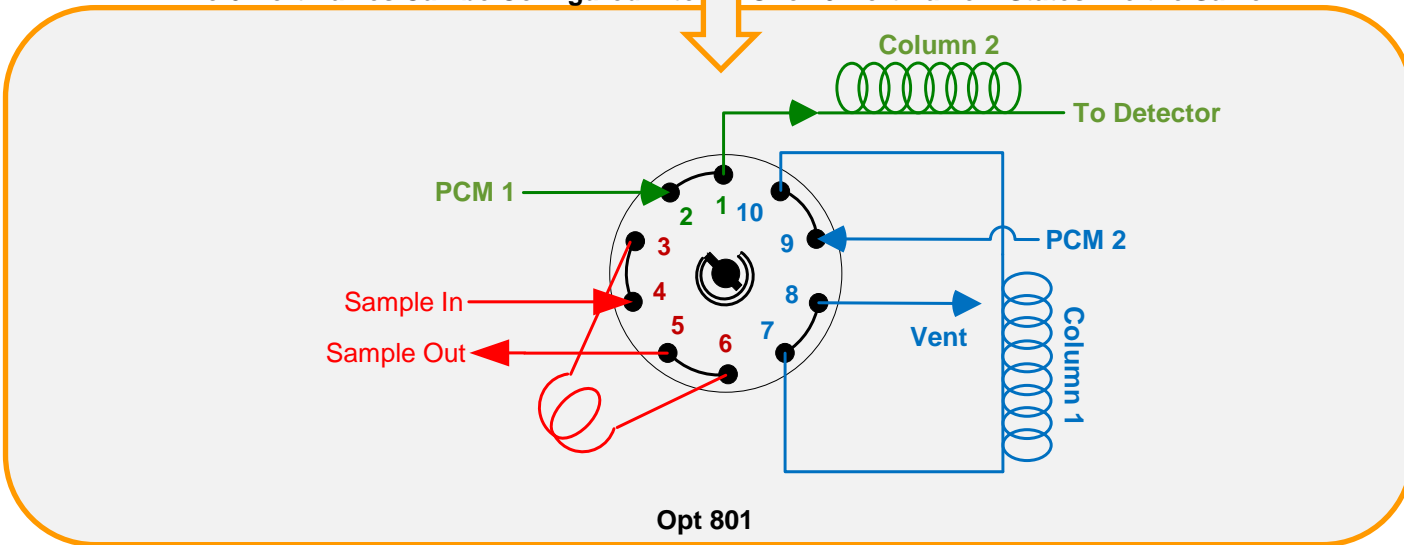 Column 2
To Detector
PCM 1
2
1
10
3
9
PCM 2
Sample In
4
8
5
Vent
Sample Out
6
7
Column 1
Opt 801